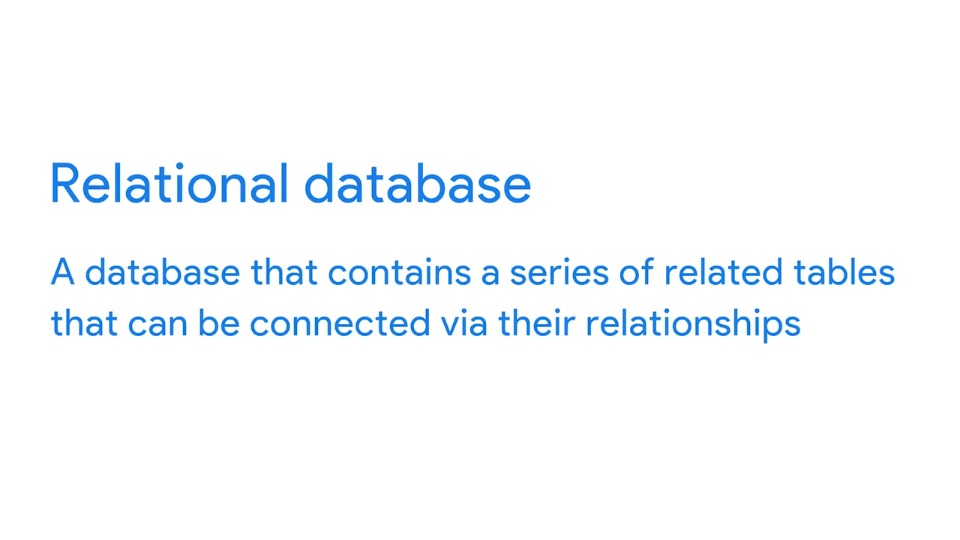 Relational database
A database that contains a series of related tables
that can be connected via their relationships